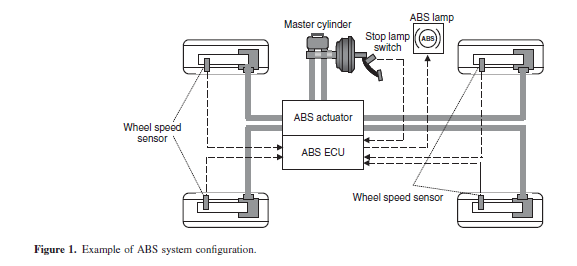 ABS lamp
Master cylinder
Stop lamp
switch
ABS
ABS actuator
Wheel speed
sensor
ABS ECU
Wheel speed sensor
Figure 1. Example of ABS system configuration.